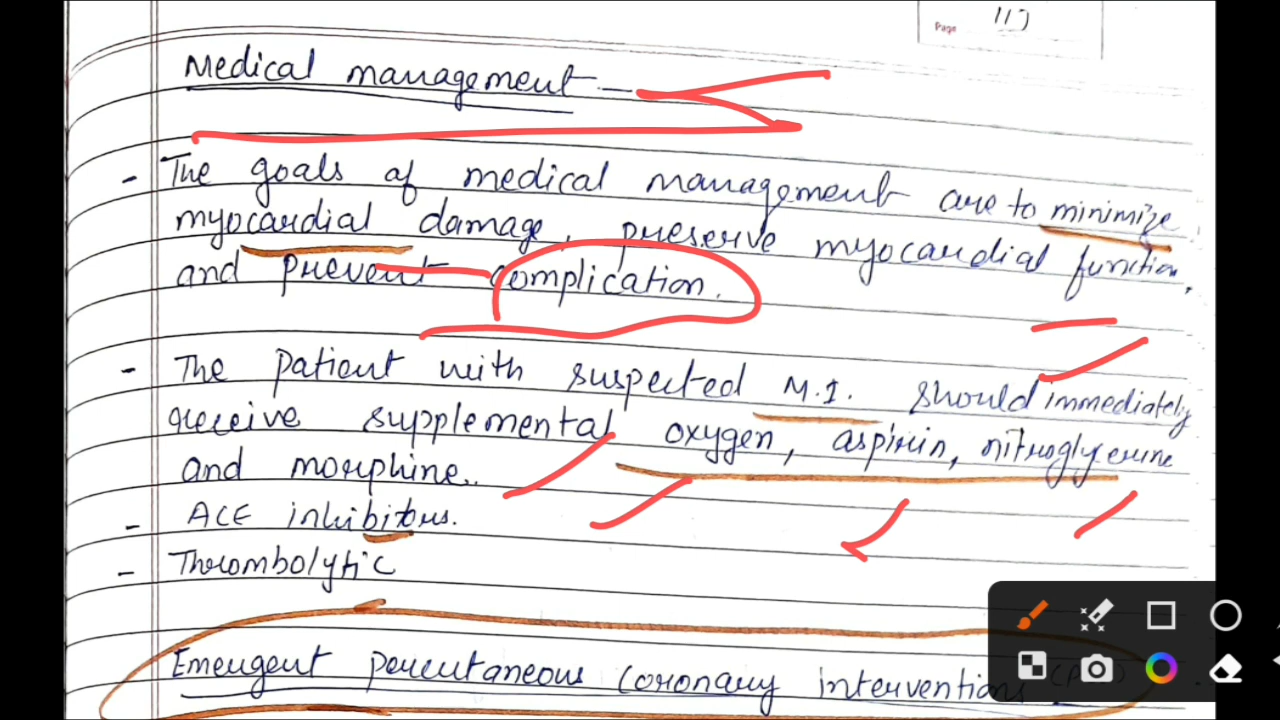 Page 115
Medical management -
- The goals of medical management are to minimize
myocardial damage, preserve myocardial function,
and prevent complication.
- The patient with suspected M.I. should immediately
receive supplemental oxygen, aspirin, nitroglycerine
and morphine..
- ACE inhibitors.
- Thrombolytic
Emergent percutaneous coronary interventions